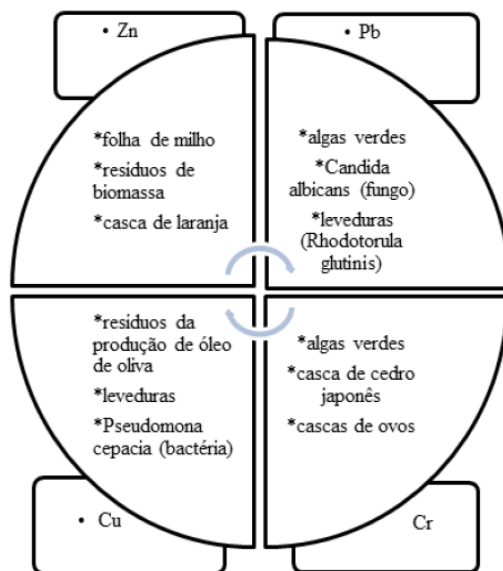 • Zn
*folha de milho
*resíduos de
biomassa
*casca de laranja
• Pb
*algas verdes
*Candida
albicans (fungo)
*leveduras
(Rhodotorula
glutinis)
*resíduos da
produção de óleo
de oliva
*leveduras
*Pseudomona
cepacia (bactéria)
• Cu
*algas verdes
*casca de cedro
japonês
*cascas de ovos
Cr